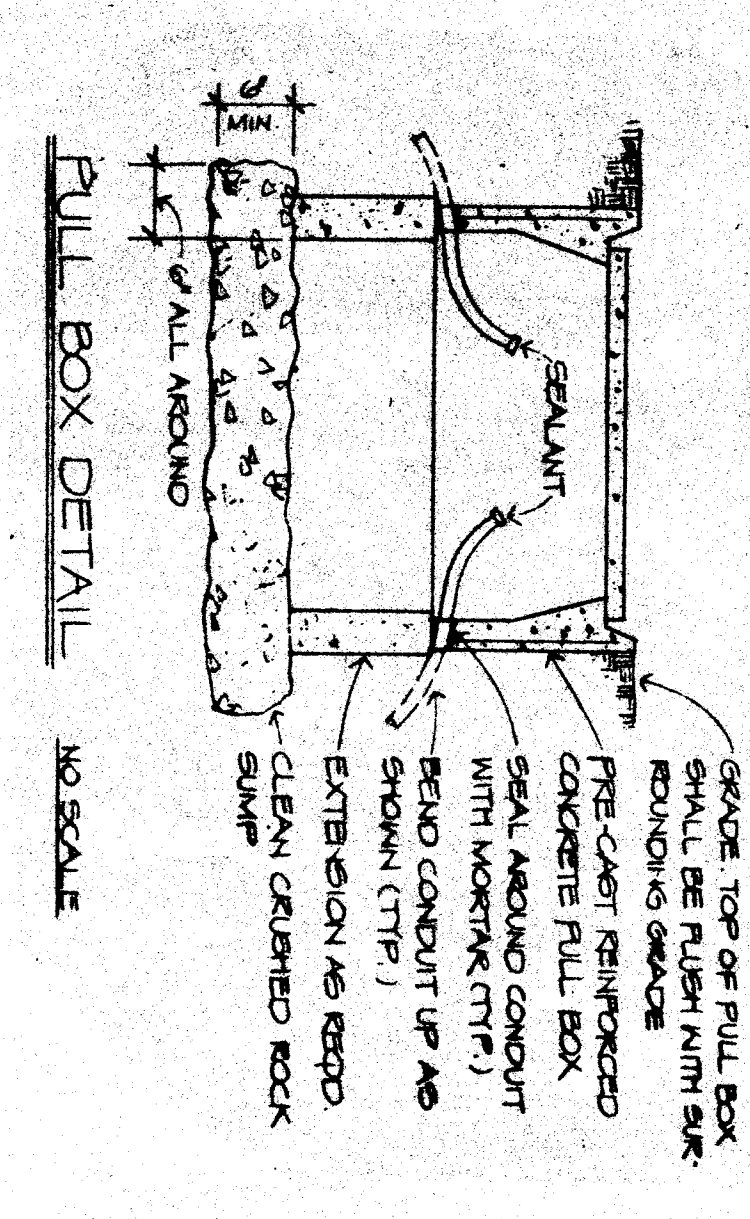 GRADE. TOP OF PULL BOX
SHALL BE FLUSH WITH SUR-
ROUNDING GRADE
PRE-CAST REINFORCED
CONCRETE PULL BOX
SEAL AROUND CONDUIT
WITH MORTAR (TYP.)
BEND CONDUIT UP AS
SHOWN (TYP.)
EXTENSION AS REQD.
CLEAN CRUSHED ROCK
SUMP
SEALANT
6"
MIN.
6" ALL AROUND
PULL BOX DETAIL
NO SCALE